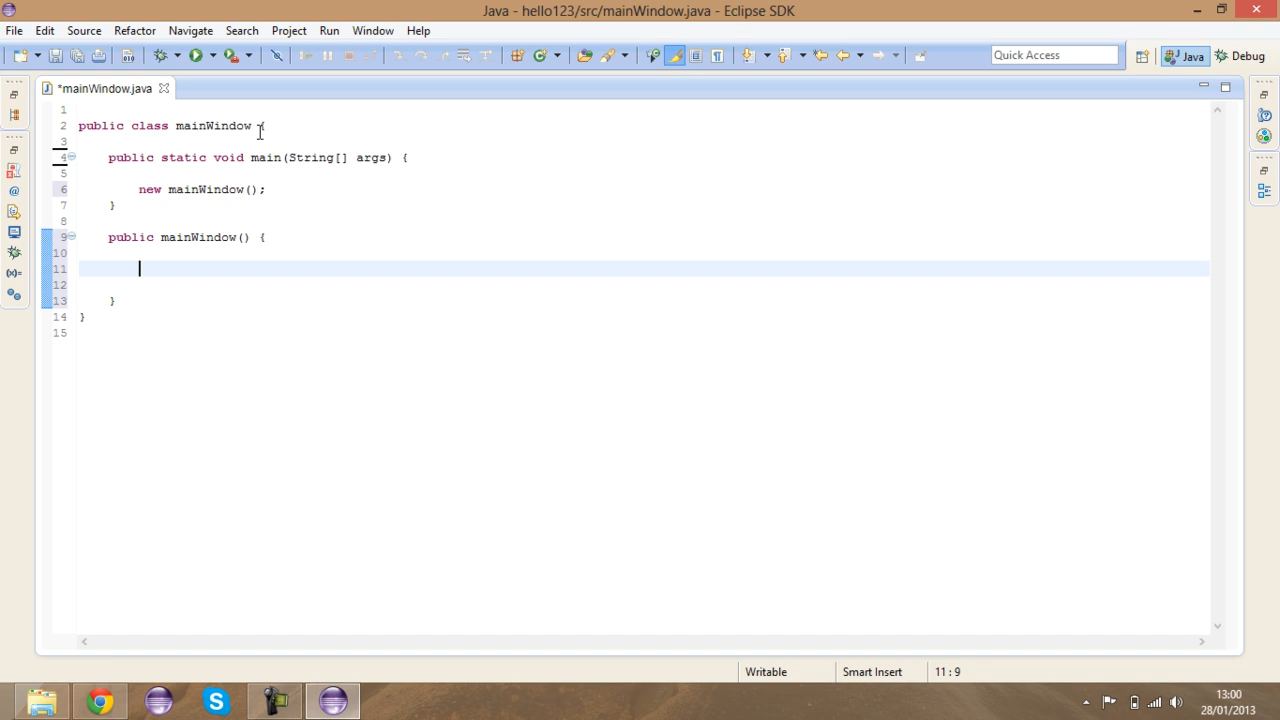 Java - hello123/src/mainWindow.java - Eclipse SDK
File Edit Source Refactor Navigate Search Project Run Window Help
Quick Access
Java
Debug
*mainWindow.java
1
2 public class mainWindow {
3
4 public static void main(String[] args) {
5
6 new mainWindow();
7 }
8
9 public mainWindow() {
10
11
12
13 }
14 }
15
Writable Smart Insert 11 : 9
13:00
28/01/2013